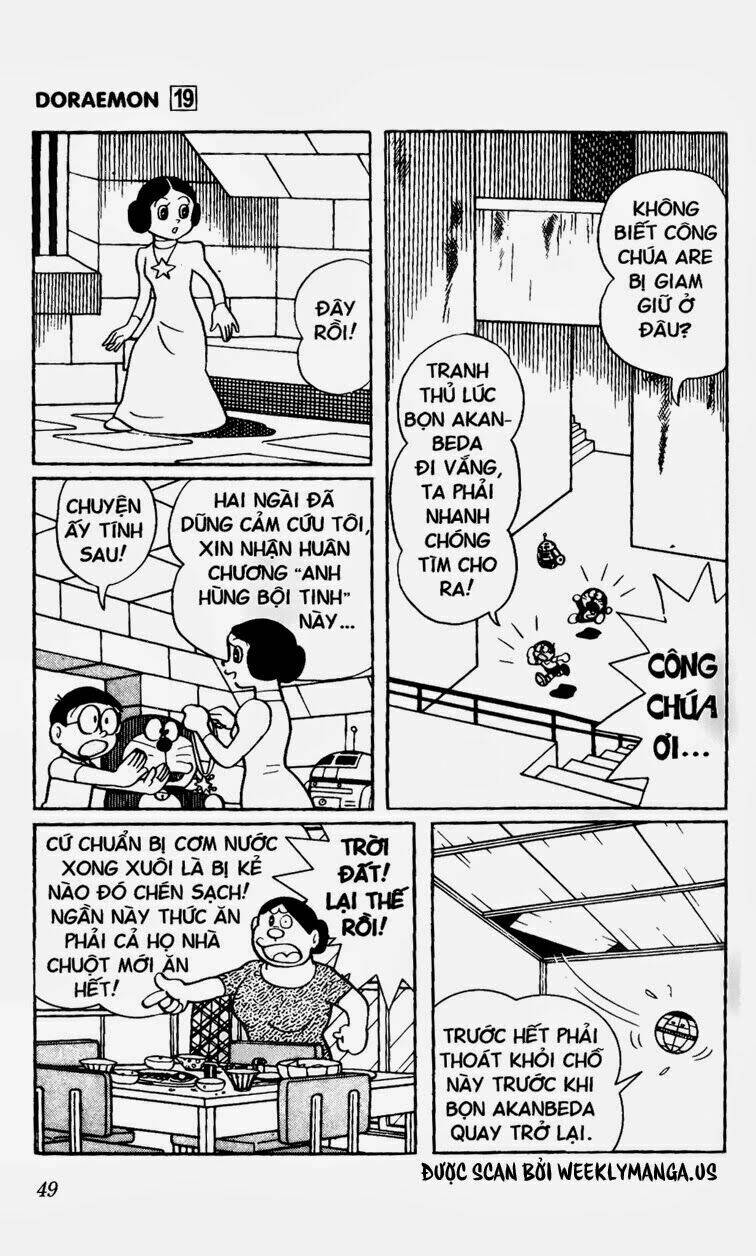 DORAEMON 19
KHÔNG
BIẾT CÔNG
CHÚA ARE
BỊ GIAM
GIỮ Ở
ĐÂU?
TRANH
THỦ LÚC
BỌN AKAN-
BEDA
ĐI VẮNG,
TA PHẢI
NHANH
CHÓNG
TÌM CHO
RA!
CÔNG
CHÚA
ƠI...
ĐÂY
RỒI!
HAI NGÀI ĐÃ
DŨNG CẢM CỨU TÔI,
XIN NHẬN HUÂN
CHƯƠNG “ANH
HÙNG BỘI TINH”
NÀY...
CHUYỆN
ẤY TÍNH
SAU!
TRƯỚC HẾT PHẢI
THOÁT KHỎI CHỖ
NÀY TRƯỚC KHI
BỌN AKANBEDA
QUAY TRỞ LẠI.
TRỜI
ĐẤT!
LẠI THẾ
RỒI!
CỨ CHUẨN BỊ CƠM NƯỚC
XONG XUÔI LÀ BỊ KẺ
NÀO ĐÓ CHÉN SẠCH!
NGẦN NÀY THỨC ĂN
PHẢI CẢ HỌ NHÀ
CHUỘT MỚI ĂN
HẾT!
ĐƯỢC SCAN BỞI WEEKLYMANGA.US
49